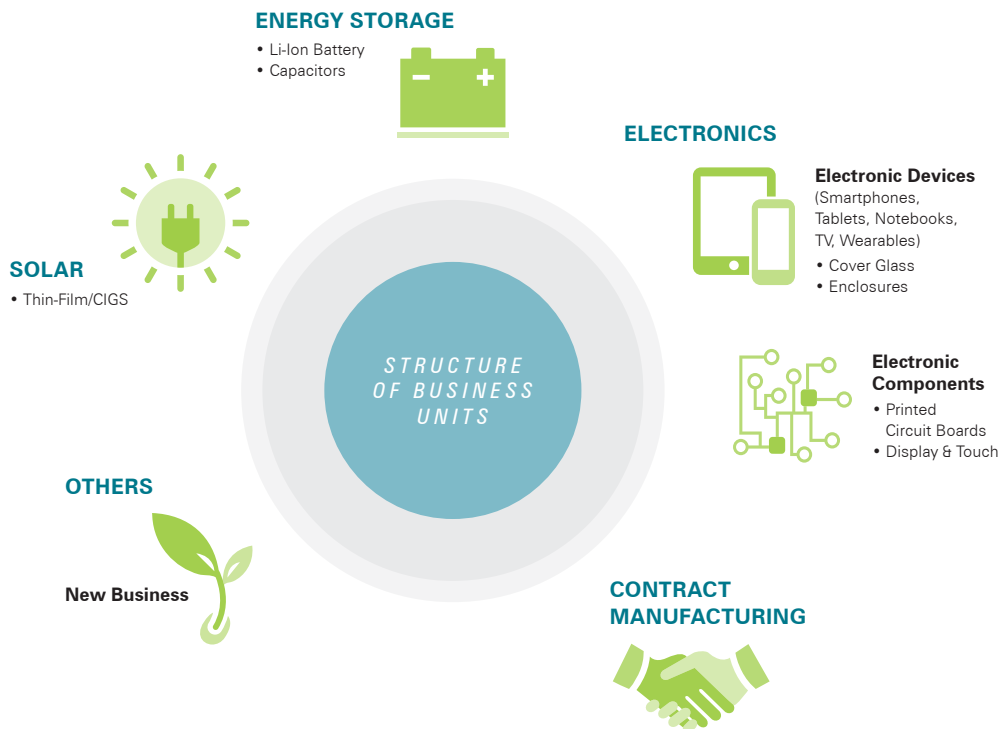 ENERGY STORAGE
• Li-Ion Battery
• Capacitors
ELECTRONICS
Electronic Devices
(Smartphones,
Tablets, Notebooks,
TV, Wearables)
• Cover Glass
• Enclosures
SOLAR
• Thin-Film/CIGS
STRUCTURE
OF BUSINESS
UNITS
Electronic
Components
• Printed
Circuit Boards
• Display & Touch
OTHERS
New Business
CONTRACT
MANUFACTURING